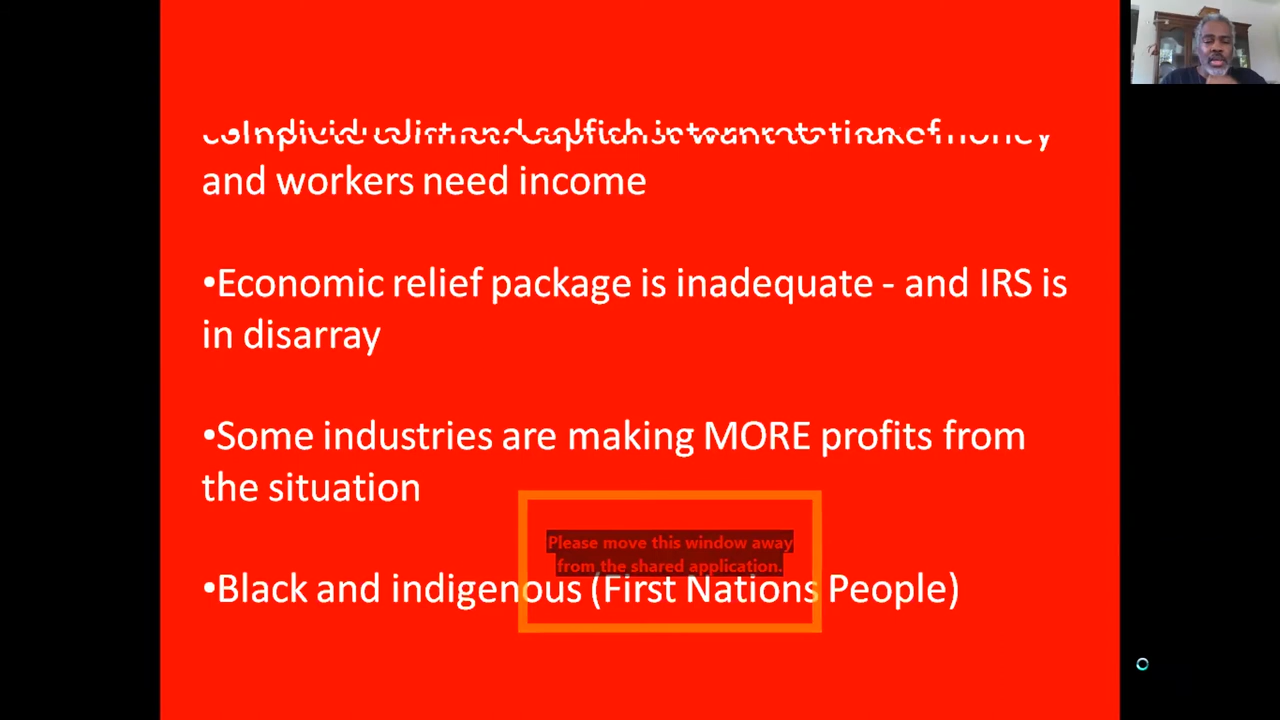 and workers need income
•Economic relief package is inadequate - and IRS is
in disarray
•Some industries are making MORE profits from
the situation
Please move this window away
from the shared application.
•Black and indigenous (First Nations People)